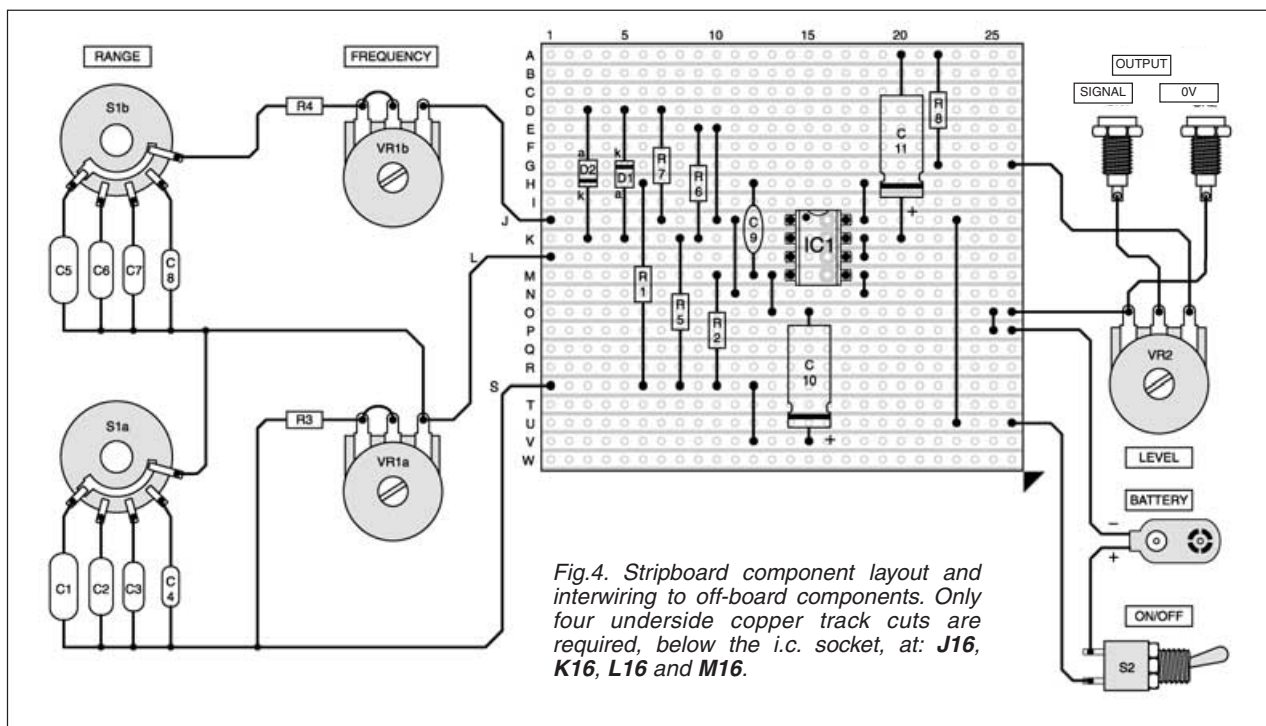 RANGE
FREQUENCY
1 5 10 15 20 25
OUTPUT
SIGNAL 0V
S1b
R4
VR1b
C5 C6 C7 C8
A
B
C
D
E
F
G
H
I
J
K
L
M
N
O
P
Q
R
S
T
U
V
W
a D2 k
k D1 a
R7
R6
R1
R5
R2
C9
IC1
C11
+
R8
C10
+
S1a
R3
VR1a
C1 C2 C3 C4
VR2
LEVEL
BATTERY
−
+
ON/OFF
S2
Fig.4. Stripboard component layout and
interwiring to off-board components. Only
four underside copper track cuts are
required, below the i.c. socket, at: J16,
K16, L16 and M16.